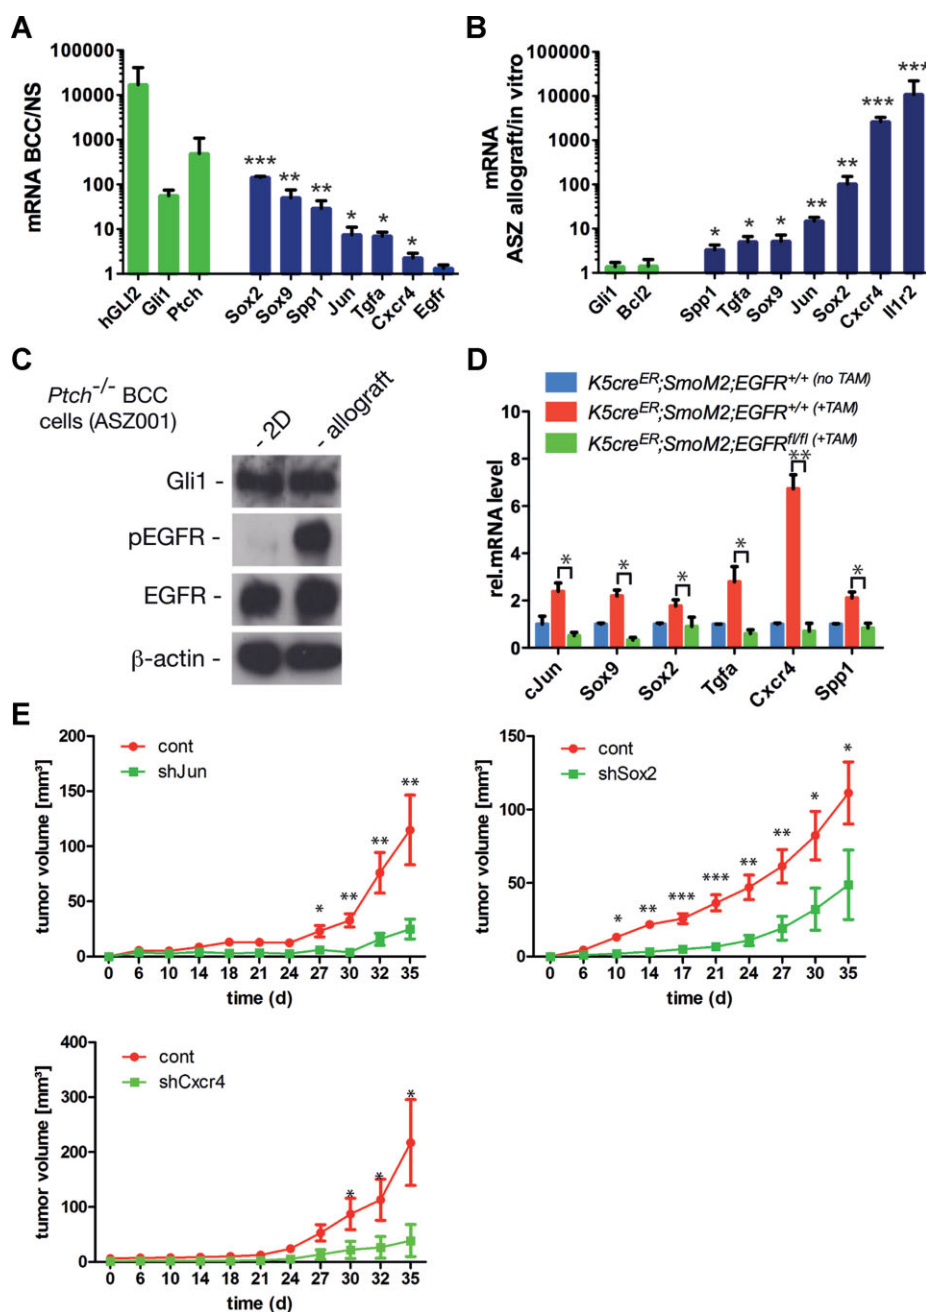 A
mRNA BCC/NS
100000
10000
1000
100
10
1
***
**
**
*
*
*
hGLI2
Gli1
Ptch
Sox2
Sox9
Spp1
Jun
Tgfa
Cxcr4
Egfr
B
mRNA
ASZ allograft/in vitro
100000
10000
1000
100
10
1
*
*
*
**
**
***
***
Gli1
Bcl2
Spp1
Tgfa
Sox9
Jun
Sox2
Cxcr4
Il1r2
C
Ptch-/- BCC
cells (ASZ001)
- 2D
- allograft
Gli1 -
pEGFR -
EGFR -
β-actin -
D
K5creER;SmoM2;EGFR+/+ (no TAM)
K5creER;SmoM2;EGFR+/+ (+TAM)
K5creER;SmoM2;EGFRfl/fl (+TAM)
rel.mRNA level
10
8
6
4
2
0
*
*
*
*
**
*
cJun
Sox9
Sox2
Tgfa
Cxcr4
Spp1
E
tumor volume [mm³]
200
150
100
50
0
cont
shJun
*
**
**
**
0 6 10 14 18 21 24 27 30 32 35
time (d)
tumor volume [mm³]
150
100
50
0
cont
shSox2
*
**
***
***
**
**
*
*
0 6 10 14 17 21 24 27 30 35
time (d)
tumor volume [mm³]
400
300
200
100
0
cont
shCxcr4
*
*
*
0 6 10 14 18 21 24 27 30 32 35
time (d)